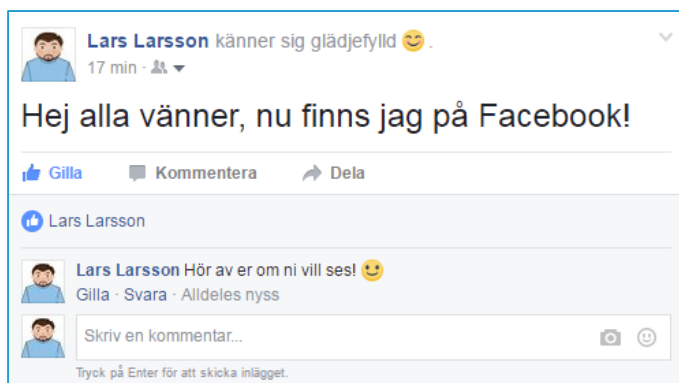 Lars Larsson känner sig glädjefylld 😊 .
17 min ·
Hej alla vänner, nu finns jag på Facebook!
Gilla Kommentera Dela
Lars Larsson
Lars Larsson Hör av er om ni vill ses! 🙂
Gilla · Svara · Alldeles nyss
Skriv en kommentar...
Tryck på Enter för att skicka inlägget.